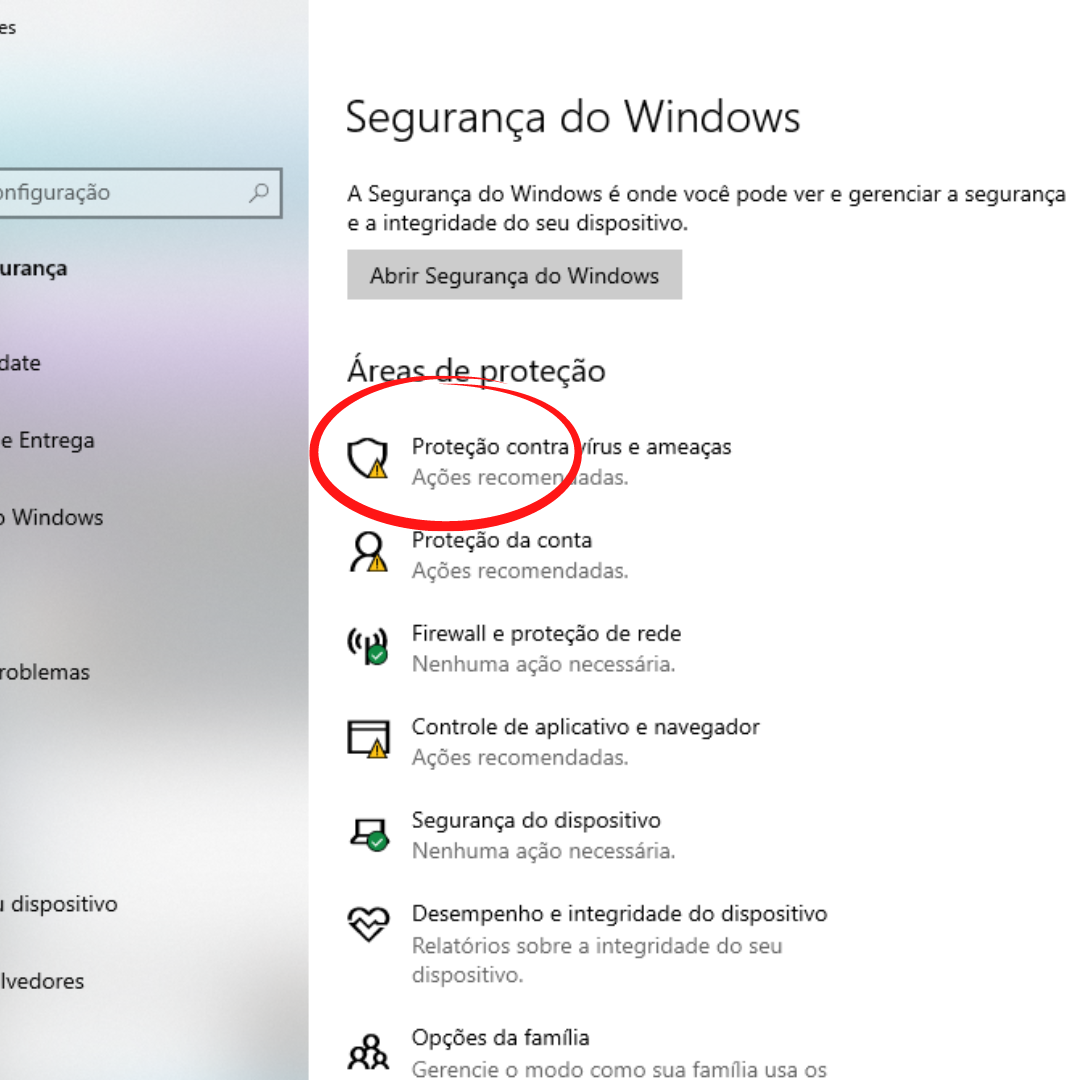 es
onfiguração
urança
date
e Entrega
o Windows
roblemas
u dispositivo
lvedores
Segurança do Windows
A Segurança do Windows é onde você pode ver e gerenciar a segurança
e a integridade do seu dispositivo.
Abrir Segurança do Windows
Áreas de proteção
Proteção contra vírus e ameaças
Ações recomendadas.
Proteção da conta
Ações recomendadas.
Firewall e proteção de rede
Nenhuma ação necessária.
Controle de aplicativo e navegador
Ações recomendadas.
Segurança do dispositivo
Nenhuma ação necessária.
Desempenho e integridade do dispositivo
Relatórios sobre a integridade do seu
dispositivo.
Opções da família
Gerencie o modo como sua família usa os